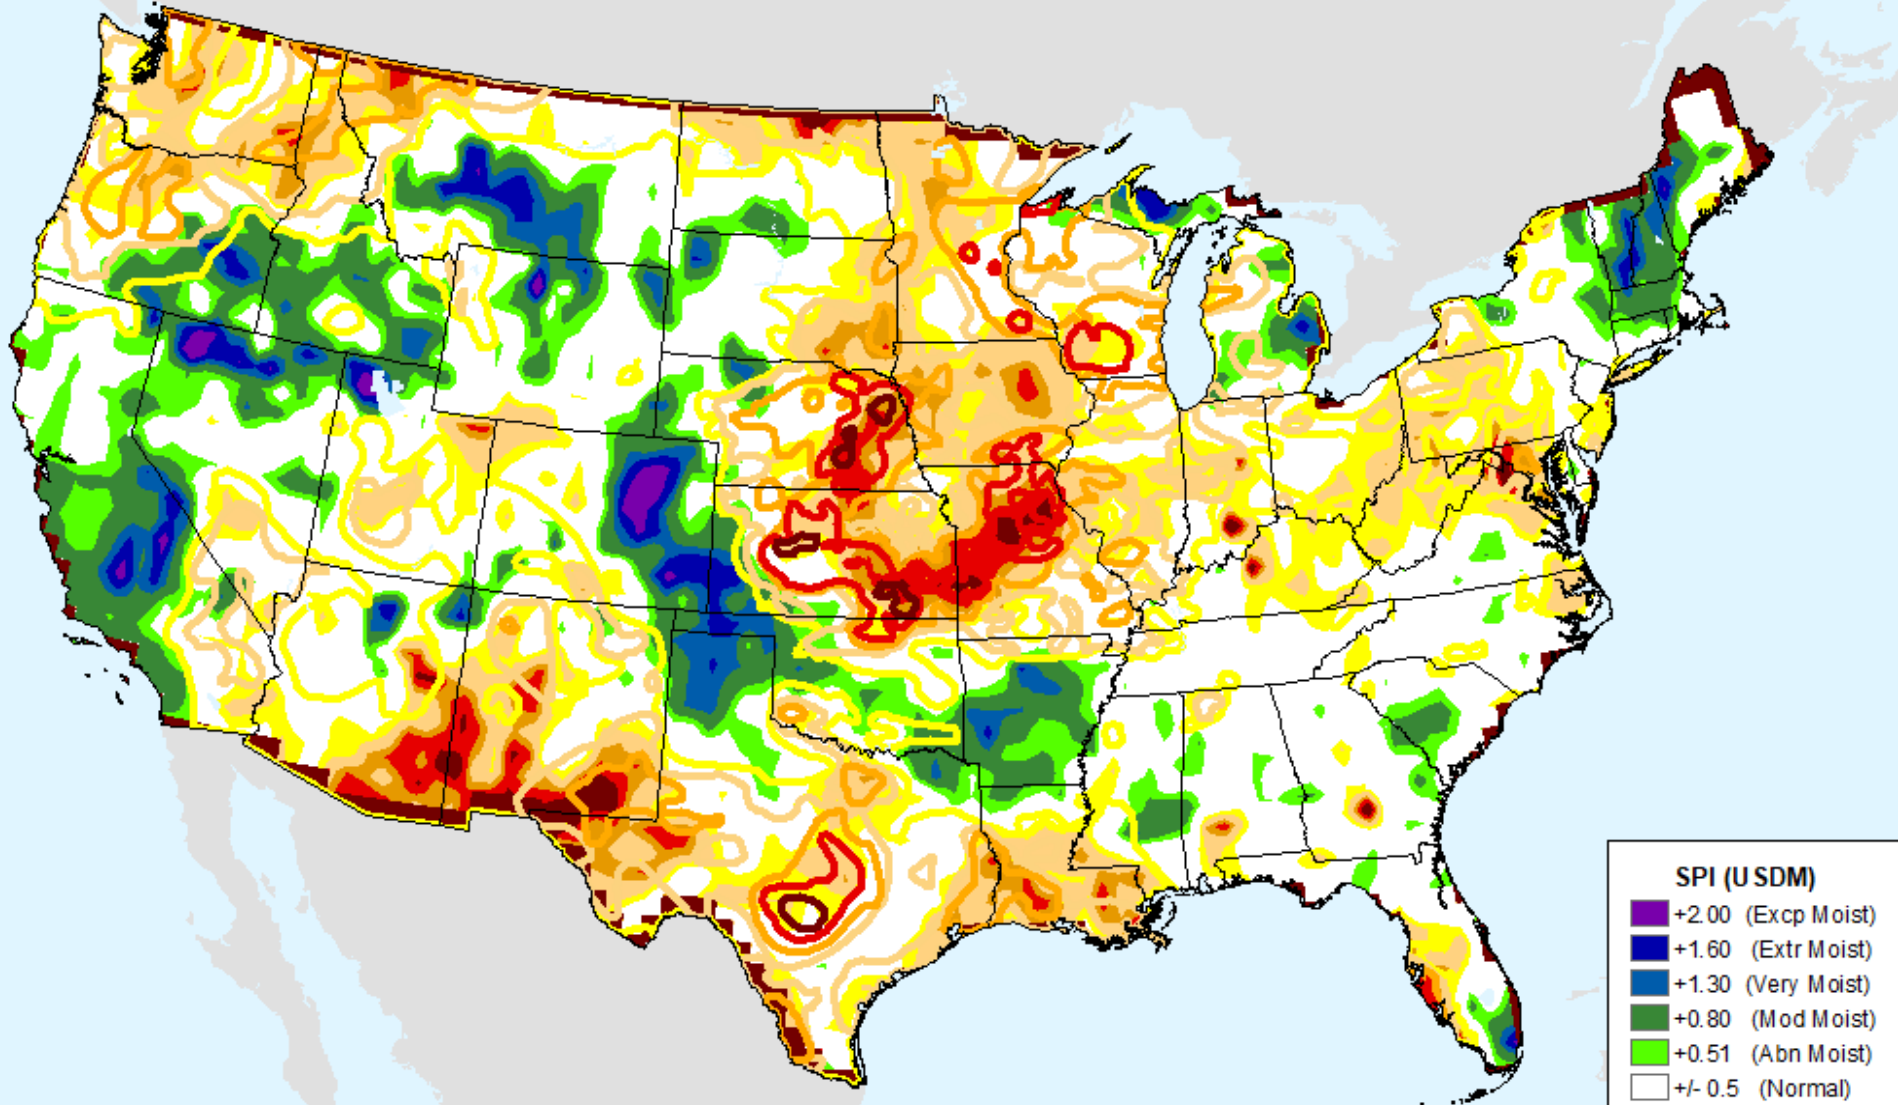 SPI (USDM)
+2.00 (Excp Moist)
+1.60 (Extr Moist)
+1.30 (Very Moist)
+0.80 (Mod Moist)
+0.51 (Abn Moist)
+/- 0.5 (Normal)